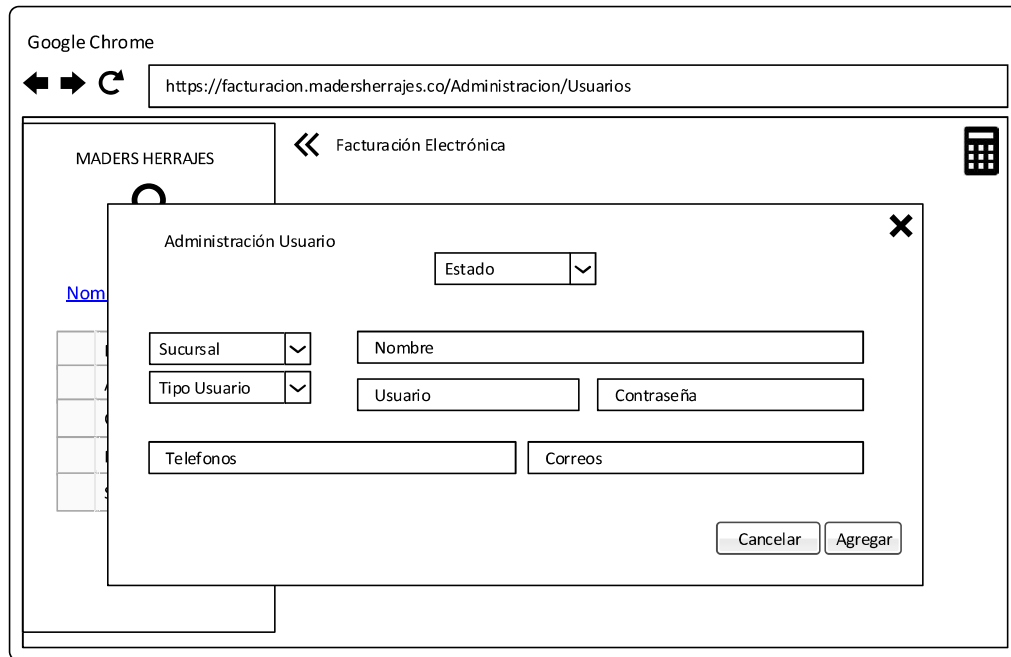 Google Chrome
https://facturacion.madersherrajes.co/Administracion/Usuarios
MADERS HERRAJES
Facturación Electrónica
Administración Usuario
Estado
Nom
Sucursal
Nombre
Tipo Usuario
Usuario
Contraseña
Telefonos
Correos
Cancelar
Agregar